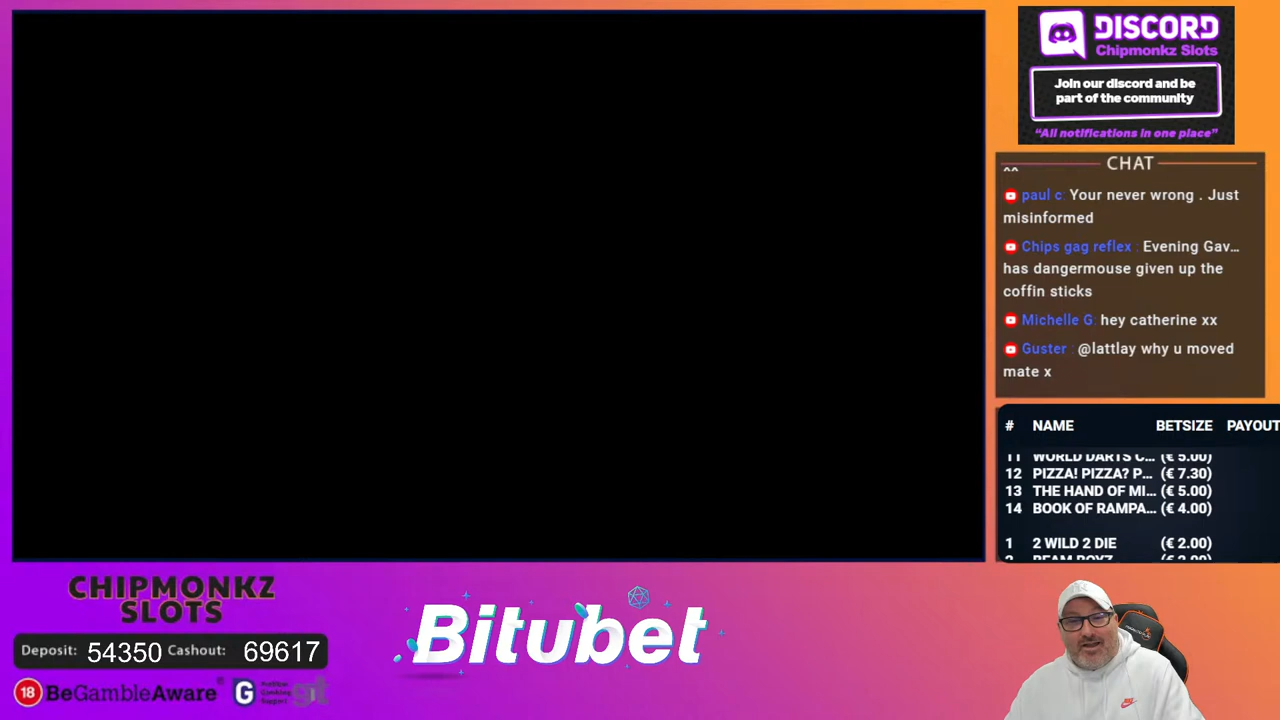 DISCORD
Chipmonkz Slots
Join our discord and be
part of the community
"All notifications in one place"
CHAT
^^
paul c: Your never wrong . Just
misinformed
Chips gag reflex : Evening Gav...
has dangermouse given up the
coffin sticks
Michelle G: hey catherine xx
Guster : @lattlay why u moved
mate x
# NAME BETSIZE PAYOUT
11 WORLD DARTS C... (€ 5.00)
12 PIZZA! PIZZA? P... (€ 7.30)
13 THE HAND OF MI... (€ 5.00)
14 BOOK OF RAMPA... (€ 4.00)
1 2 WILD 2 DIE (€ 2.00)
BEAM BOYZ
CHIPMONKZ
SLOTS
Deposit: 54350 Cashout: 69617
18 BeGambleAware
G
gt
Bitubet